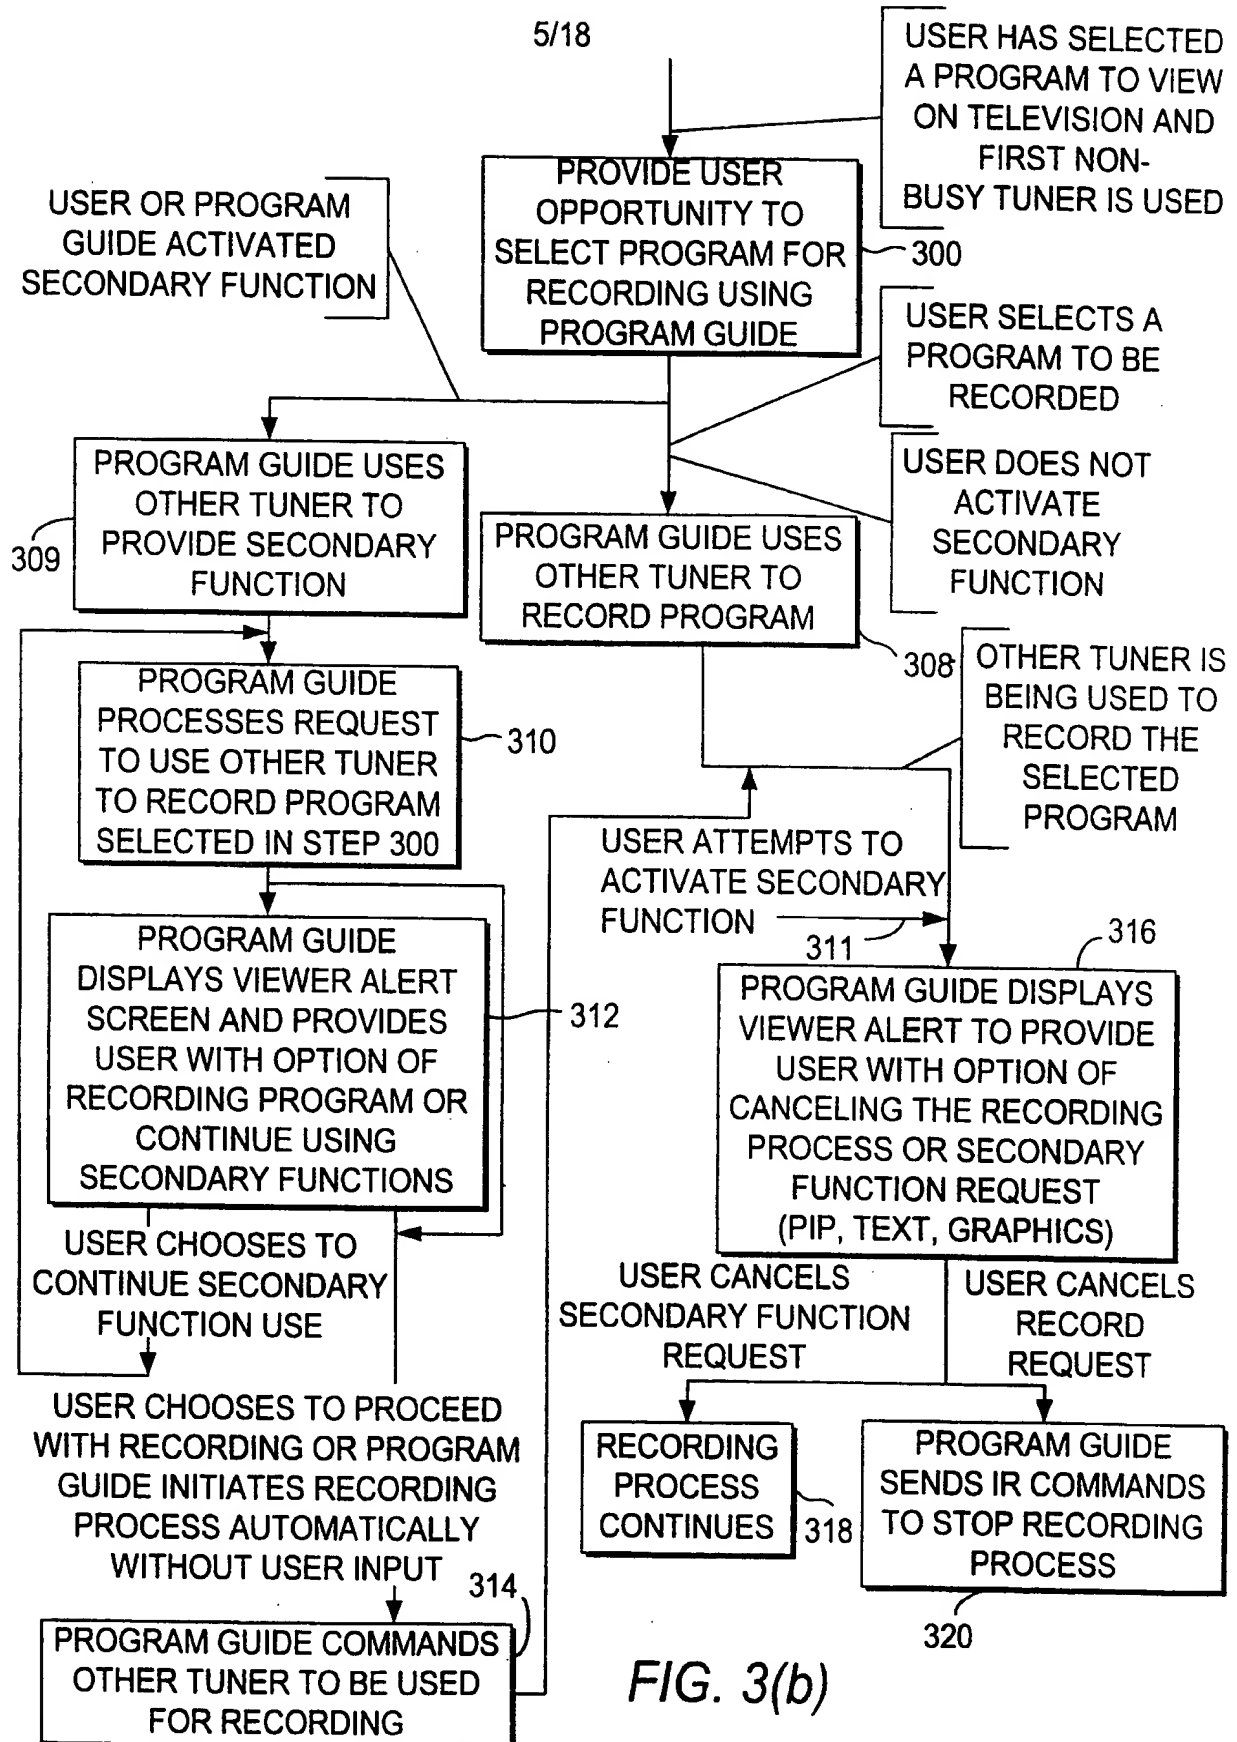 5/18
USER HAS SELECTED
A PROGRAM TO VIEW
ON TELEVISION AND
FIRST NON-
BUSY TUNER IS USED
PROVIDE USER
OPPORTUNITY TO
SELECT PROGRAM FOR
RECORDING USING
PROGRAM GUIDE
300
USER OR PROGRAM
GUIDE ACTIVATED
SECONDARY FUNCTION
USER SELECTS A
PROGRAM TO BE
RECORDED
USER DOES NOT
ACTIVATE
SECONDARY
FUNCTION
PROGRAM GUIDE USES
OTHER TUNER TO
PROVIDE SECONDARY
FUNCTION
309
PROGRAM GUIDE USES
OTHER TUNER TO
RECORD PROGRAM
308
OTHER TUNER IS
BEING USED TO
RECORD THE
SELECTED
PROGRAM
PROGRAM GUIDE
PROCESSES REQUEST
TO USE OTHER TUNER
TO RECORD PROGRAM
SELECTED IN STEP 300
310
USER ATTEMPTS TO
ACTIVATE SECONDARY
FUNCTION
311
PROGRAM GUIDE
DISPLAYS VIEWER ALERT
SCREEN AND PROVIDES
USER WITH OPTION OF
RECORDING PROGRAM OR
CONTINUE USING
SECONDARY FUNCTIONS
312
316
PROGRAM GUIDE DISPLAYS
VIEWER ALERT TO PROVIDE
USER WITH OPTION OF
CANCELING THE RECORDING
PROCESS OR SECONDARY
FUNCTION REQUEST
(PIP, TEXT, GRAPHICS)
USER CHOOSES TO
CONTINUE SECONDARY
FUNCTION USE
USER CANCELS
SECONDARY FUNCTION
REQUEST
USER CANCELS
RECORD
REQUEST
USER CHOOSES TO PROCEED
WITH RECORDING OR PROGRAM
GUIDE INITIATES RECORDING
PROCESS AUTOMATICALLY
WITHOUT USER INPUT
RECORDING
PROCESS
CONTINUES
318
PROGRAM GUIDE
SENDS IR COMMANDS
TO STOP RECORDING
PROCESS
320
314
PROGRAM GUIDE COMMANDS
OTHER TUNER TO BE USED
FOR RECORDING
FIG. 3(b)